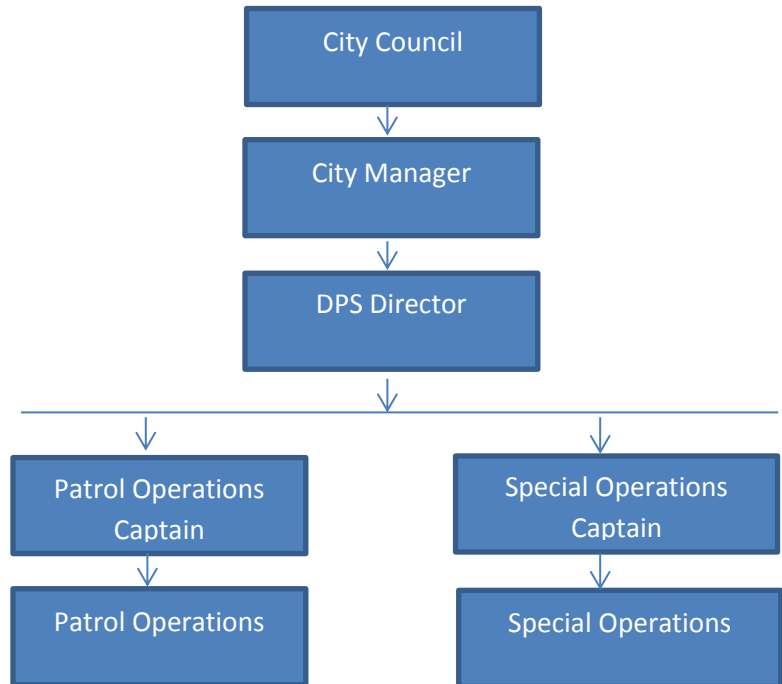 City Council
City Manager
DPS Director
Patrol Operations
Captain
Special Operations
Captain
Patrol Operations
Special Operations